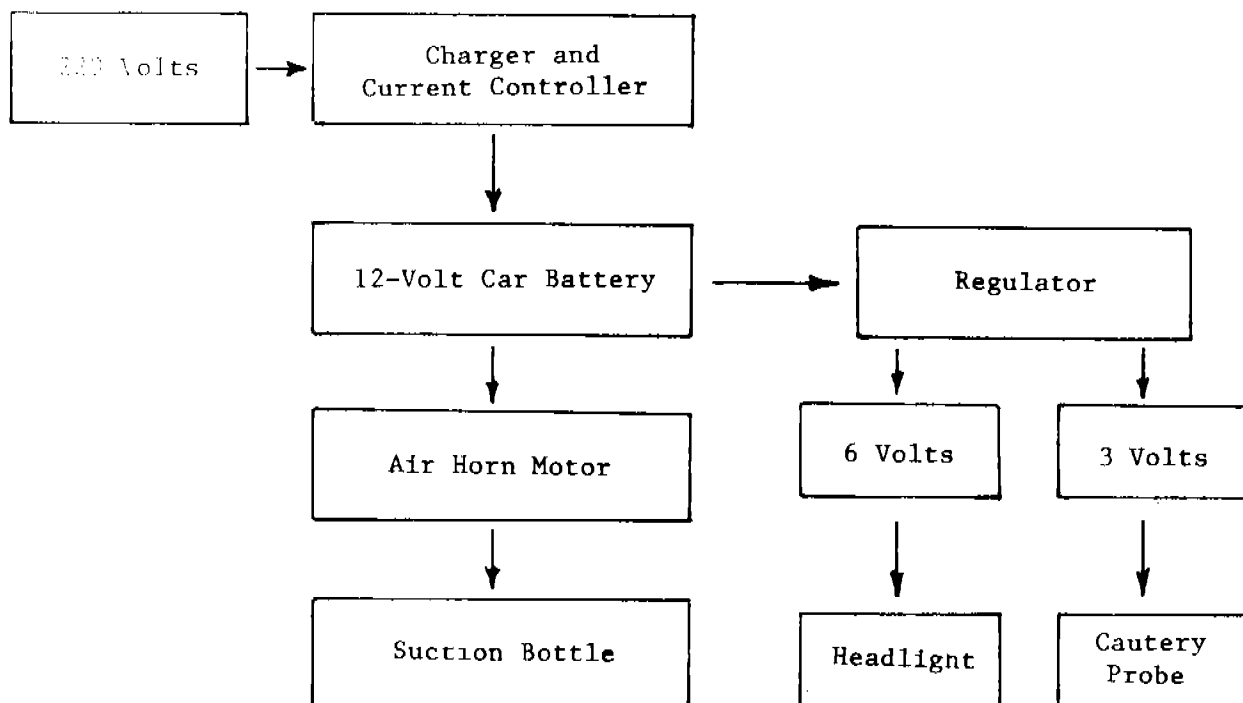 Volts
Charger and
Current Controller
12-Volt Car Battery
Regulator
Air Horn Motor
6 Volts
3 Volts
Suction Bottle
Headlight
Cautery
Probe